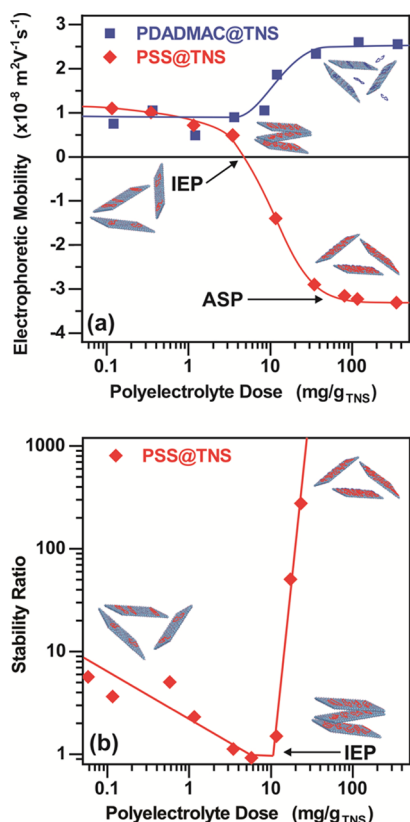 PDADMAC@TNS
PSS@TNS
Electrophoretic Mobility
(x10⁻⁸ m²V⁻¹s⁻¹)
3
2
1
0
-1
-2
-3
-4
IEP
ASP
(a)
0.1 1 10 100
Polyelectrolyte Dose (mg/gTNS)
PSS@TNS
Stability Ratio
1000
100
10
1
IEP
(b)
0.1 1 10 100
Polyelectrolyte Dose (mg/gTNS)